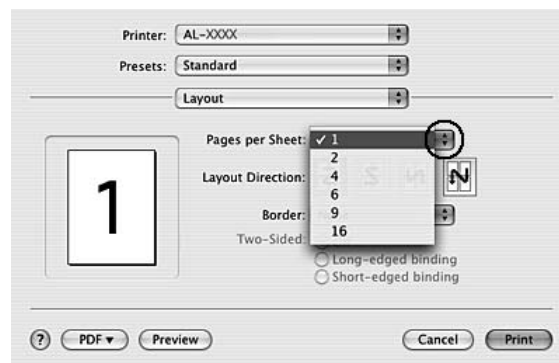 Printer: AL-XXXX
Presets: Standard
Layout
Pages per Sheet: ✓ 1
2
4
Layout Direction:
6
Border: 9
Two-Sided: 16
Long-edged binding
Short-edged binding
1
? PDF▼ Preview Cancel Print